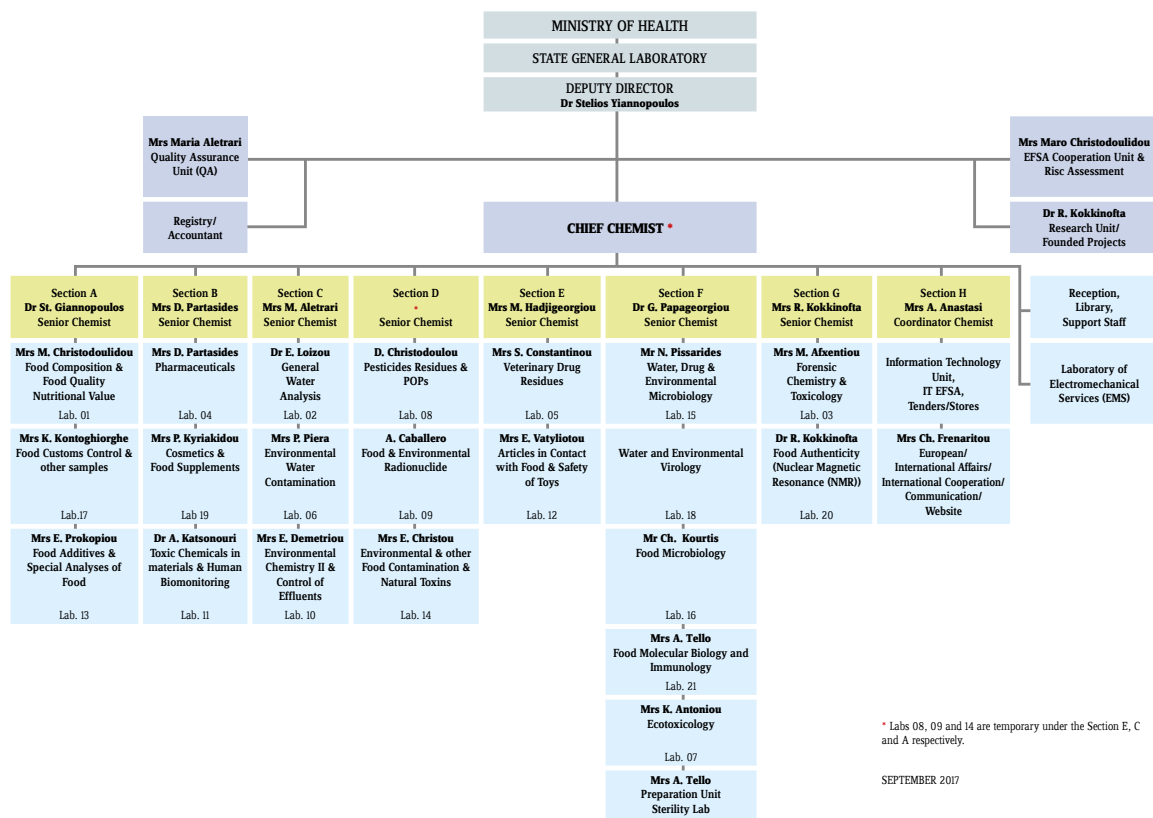 MINISTRY OF HEALTH
STATE GENERAL LABORATORY
DEPUTY DIRECTOR
Dr Stelios Yiannopoulos
Mrs Maria Aletrari
Quality Assurance
Unit (QA)
Mrs Maro Christodoulidou
EFSA Cooperation Unit &
Risc Assessment
Registry/
Accountant
CHIEF CHEMIST *
Dr R. Kokkinofta
Research Unit/
Founded Projects
Section A
Dr St. Giannopoulos
Senior Chemist
Section B
Mrs D. Partasides
Senior Chemist
Section C
Mrs M. Aletrari
Senior Chemist
Section D
*
Senior Chemist
Section E
Mrs M. Hadjigeorgiou
Senior Chemist
Section F
Dr G. Papageorgiou
Senior Chemist
Section G
Mrs R. Kokkinofta
Senior Chemist
Section H
Mrs A. Anastasi
Coordinator Chemist
Reception,
Library,
Support Staff
Mrs M. Christodoulidou
Food Composition &
Food Quality
Nutritional Value
Lab. 01
Mrs D. Partasides
Pharmaceuticals
Lab. 04
Dr E. Loizou
General
Water
Analysis
Lab. 02
D. Christodoulou
Pesticides Residues &
POPs
Lab. 08
Mrs S. Constantinou
Veterinary Drug
Residues
Lab. 05
Mr N. Pissarides
Water, Drug &
Environmental
Microbiology
Lab. 15
Mrs M. Afxentiou
Forensic
Chemistry &
Toxicology
Lab. 03
Information Technology
Unit,
IT EFSA,
Tenders/Stores
Laboratory of
Electromechanical
Services (EMS)
Mrs K. Kontoghiorghe
Food Customs Control &
other samples
Lab.17
Mrs P. Kyriakidou
Cosmetics &
Food Supplements
Lab 19
Mrs P. Piera
Environmental
Water
Contamination
Lab. 06
A. Caballero
Food & Environmental
Radionuclide
Lab. 09
Mrs E. Vatyliotou
Articles in Contact
with Food & Safety
of Toys
Lab. 12
Water and Environmental
Virology
Lab. 18
Dr R. Kokkinofta
Food Authenticity
(Nuclear Magnetic
Resonance (NMR))
Lab. 20
Mrs Ch. Frenaritou
European/
International Affairs/
International Cooperation/
Communication/
Website
Mrs E. Prokopiou
Food Additives &
Special Analyses of
Food
Lab. 13
Dr A. Katsonouri
Toxic Chemicals in
materials & Human
Biomonitoring
Lab. 11
Mrs E. Demetriou
Environmental
Chemistry II &
Control of
Effluents
Lab. 10
Mrs E. Christou
Environmental & other
Food Contamination &
Natural Toxins
Lab. 14
Mr Ch. Kourtis
Food Microbiology
Lab. 16
Mrs A. Tello
Food Molecular Biology and
Immunology
Lab. 21
Mrs K. Antoniou
Ecotoxicology
Lab. 07
Mrs A. Tello
Preparation Unit
Sterility Lab
* Labs 08, 09 and 14 are temporary under the Section E, C
and A respectively.
SEPTEMBER 2017